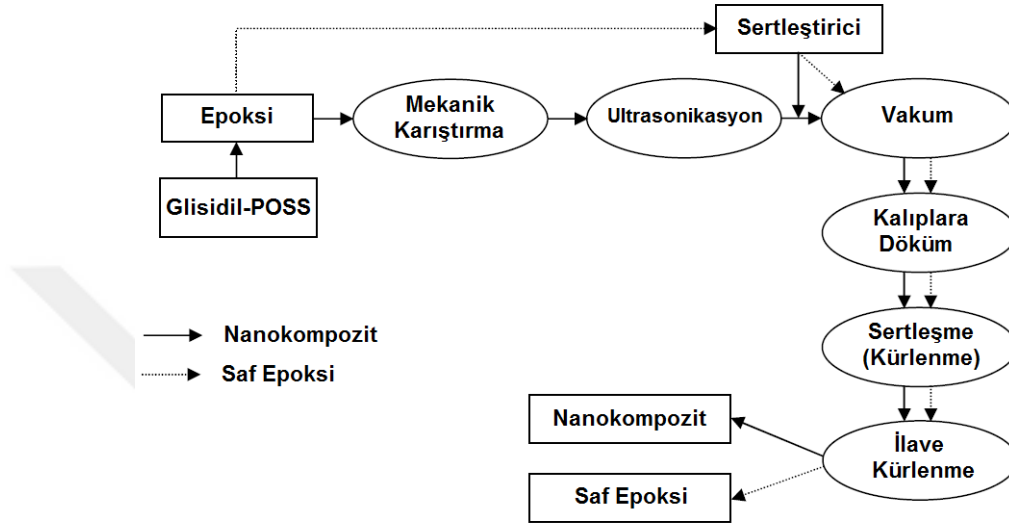 Sertleştirici
Epoksi
Mekanik
Karıştırma
Ultrasonikasyon
Vakum
Glisidil-POSS
Kalıplara
Döküm
Nanokompozit
Saf Epoksi
Sertleşme
(Kürlenme)
Nanokompozit
İlave
Kürlenme
Saf Epoksi